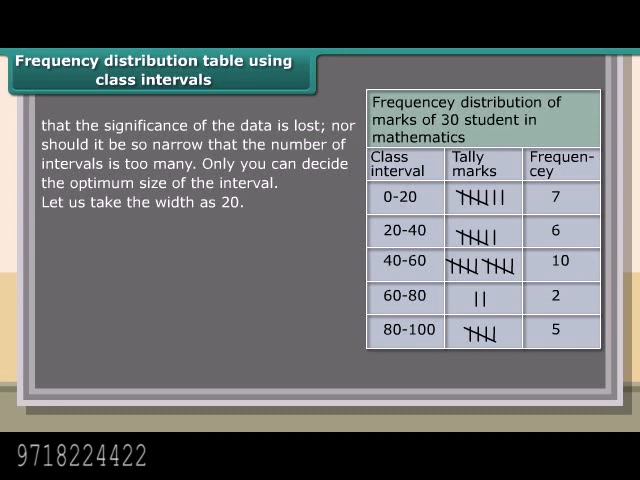 Frequency distribution table using
class intervals
that the significance of the data is lost; nor
should it be so narrow that the number of
intervals is too many. Only you can decide
the optimum size of the interval.
Let us take the width as 20.
Frequencey distribution of
marks of 30 student in
mathematics
Class interval Tally marks Frequen-cey
0-20 7
20-40 6
40-60 10
60-80 2
80-100 5
9718224422